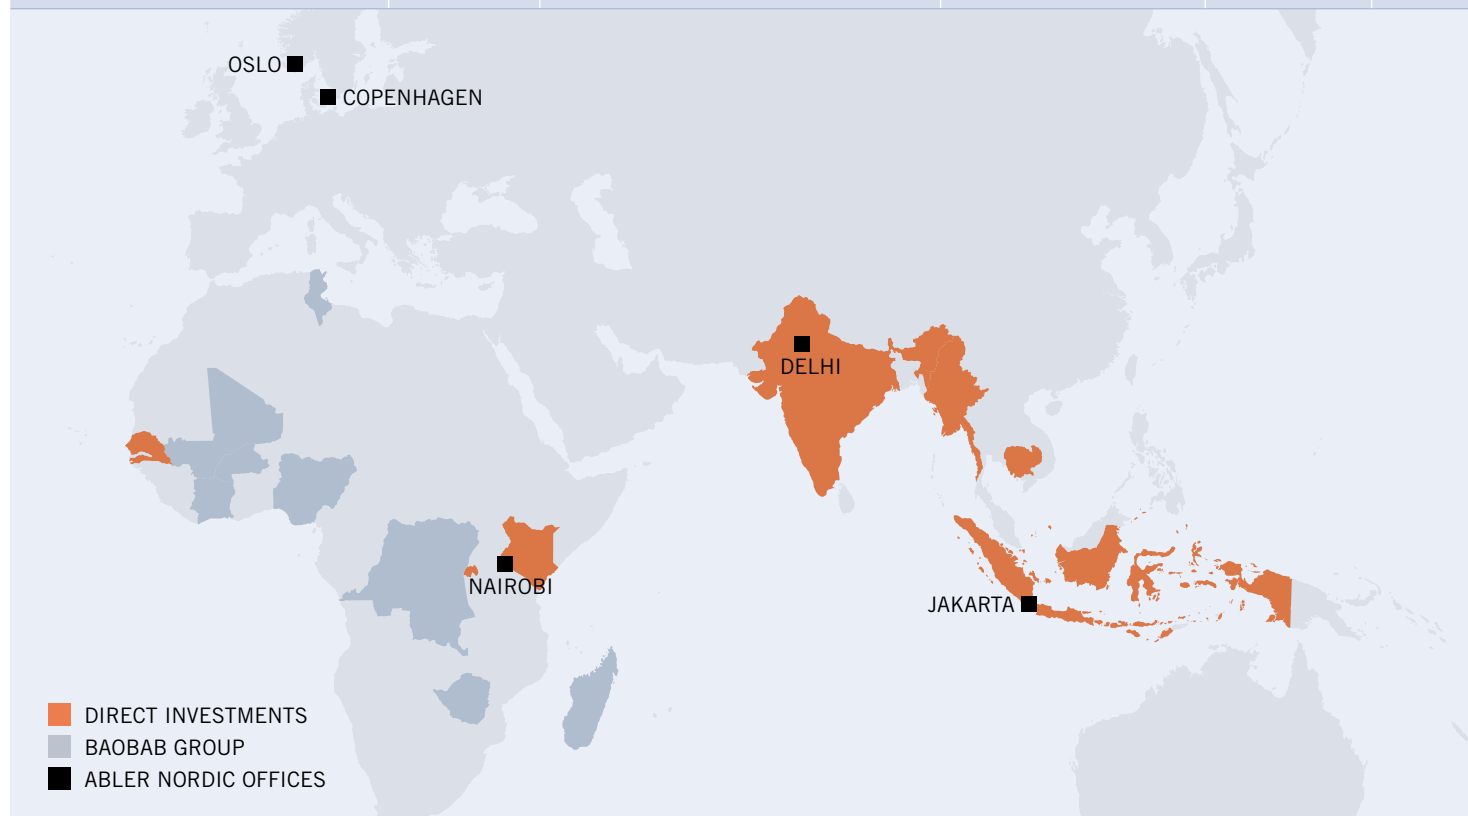 OSLO
COPENHAGEN
DELHI
NAIROBI
JAKARTA
DIRECT INVESTMENTS
BAOBAB GROUP
ABLER NORDIC OFFICES